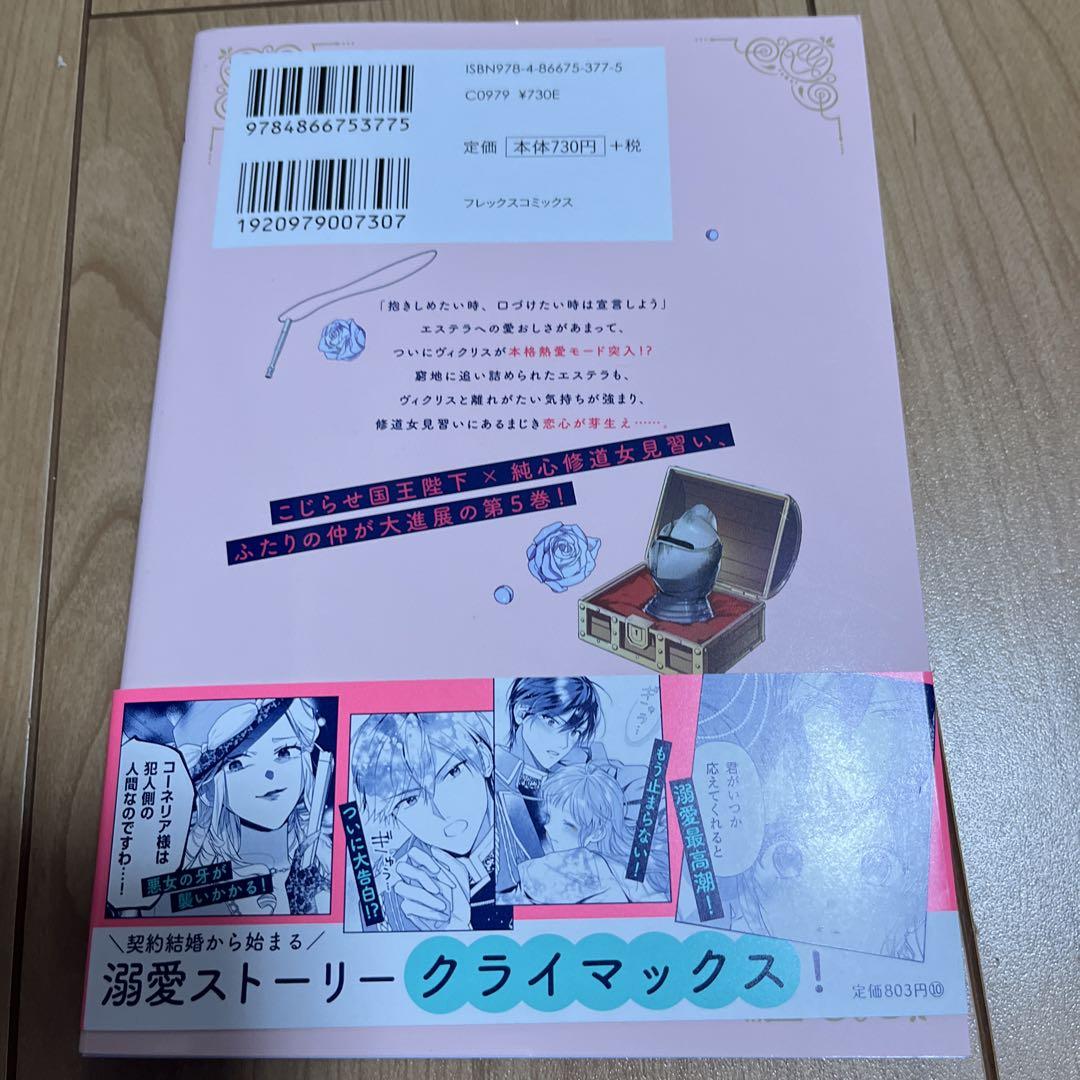 ISBN978-4-86675-377-5
C0979 ¥730E
9784866753775
定価 本体730円 +税
1920979007307
フレックスコミックス
「抱きしめたい時、口づけたい時は宣言しよう」
エステラへの愛おしさがあまって、
ついにヴィクリスが本格熱愛モード突入!?
窮地に追い詰められたエステラも、
ヴィクリスと離れがたい気持ちが強まり、
修道女見習いにあるまじき恋心が芽生え……。
こじらせ国王陛下×純心修道女見習い、
ふたりの仲が大進展の第5巻!
コーネリア様は
犯人側の
人間なのですわ…!
悪女の牙が
襲いかかる!
ついに大告白!?
もう止まらない!
君がいつか
応えてくれると
溺愛最高潮!
\契約結婚から始まる/
溺愛ストーリークライマックス!
定価803円⑩